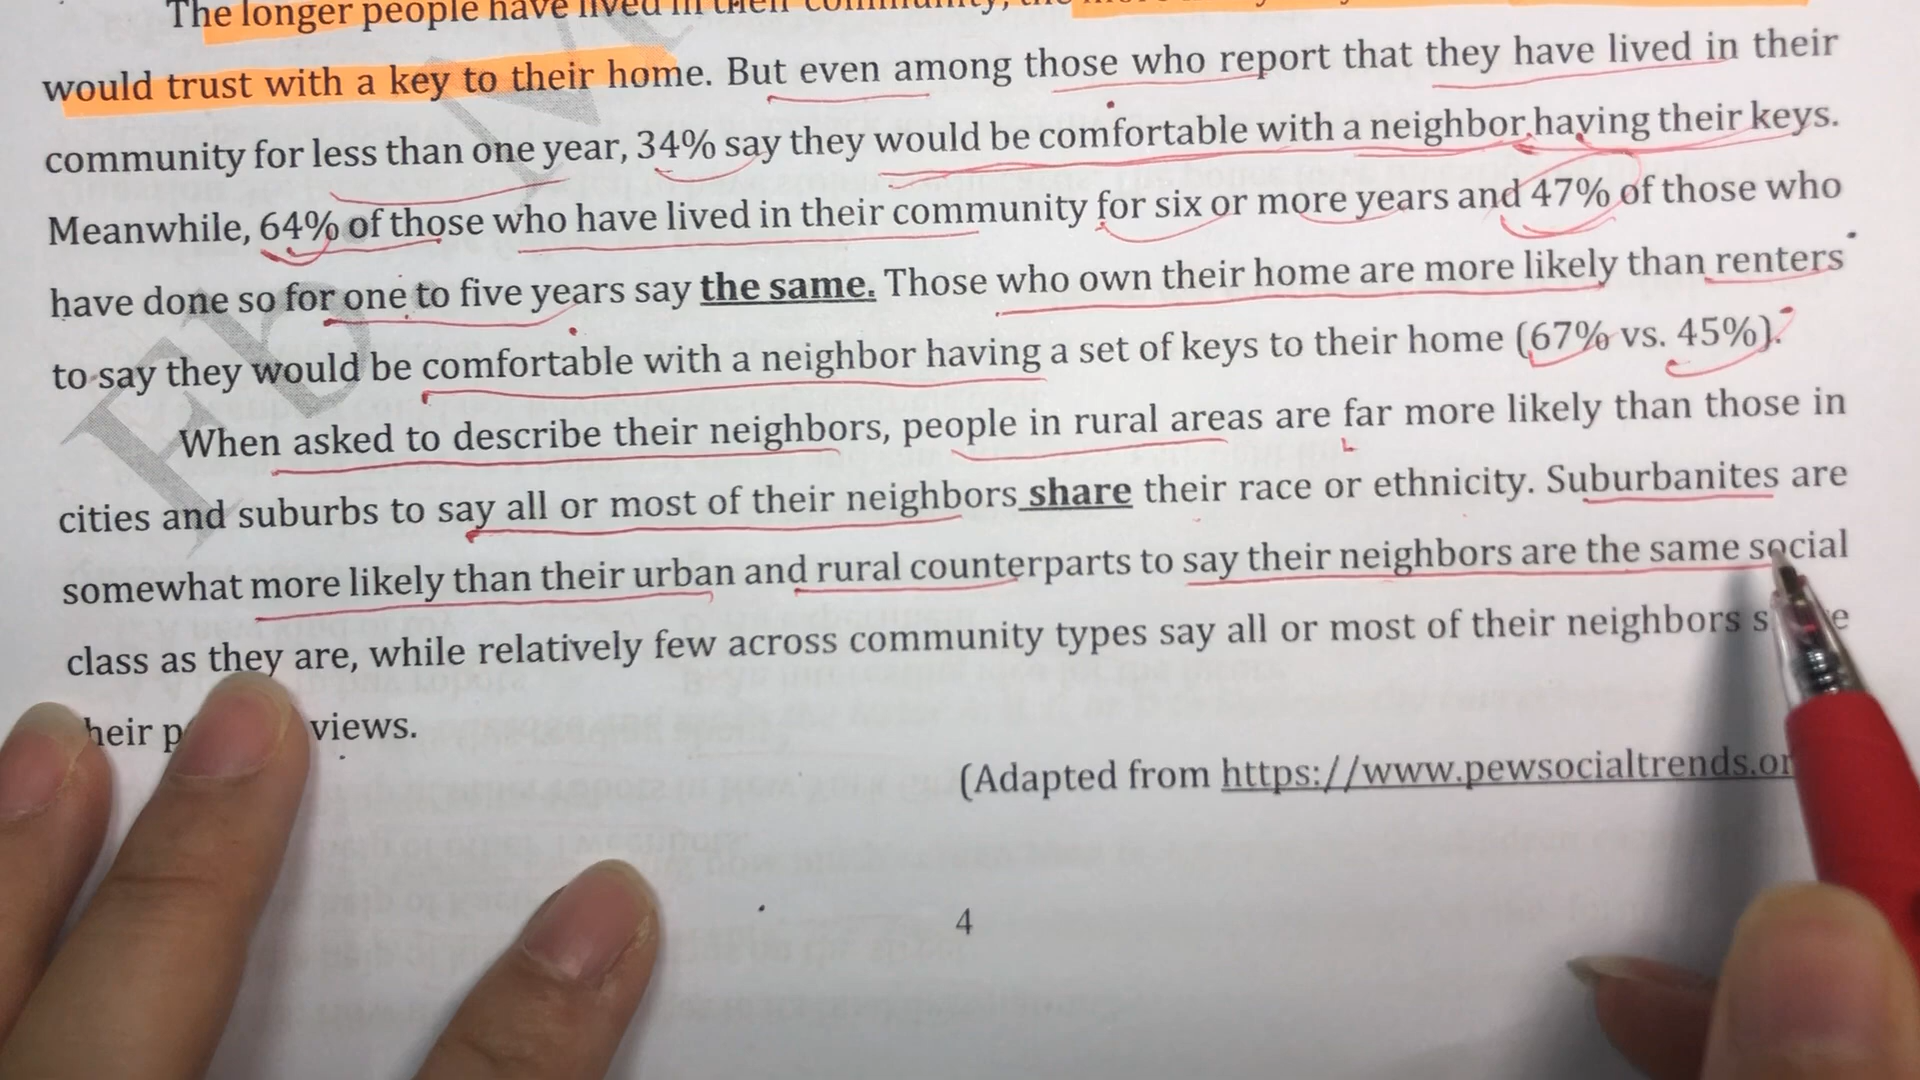 The longer people have lived in their community, the
would trust with a key to their home. But even among those who report that they have lived in their
community for less than one year, 34% say they would be comfortable with a neighbor having their keys.
Meanwhile, 64% of those who have lived in their community for six or more years and 47% of those who
have done so for one to five years say the same. Those who own their home are more likely than renters
to say they would be comfortable with a neighbor having a set of keys to their home (67% vs. 45%).
When asked to describe their neighbors, people in rural areas are far more likely than those in
cities and suburbs to say all or most of their neighbors share their race or ethnicity. Suburbanites are
somewhat more likely than their urban and rural counterparts to say their neighbors are the same social
class as they are, while relatively few across community types say all or most of their neighbors
views.
(Adapted from https://www.pewsocialtrends.or
4